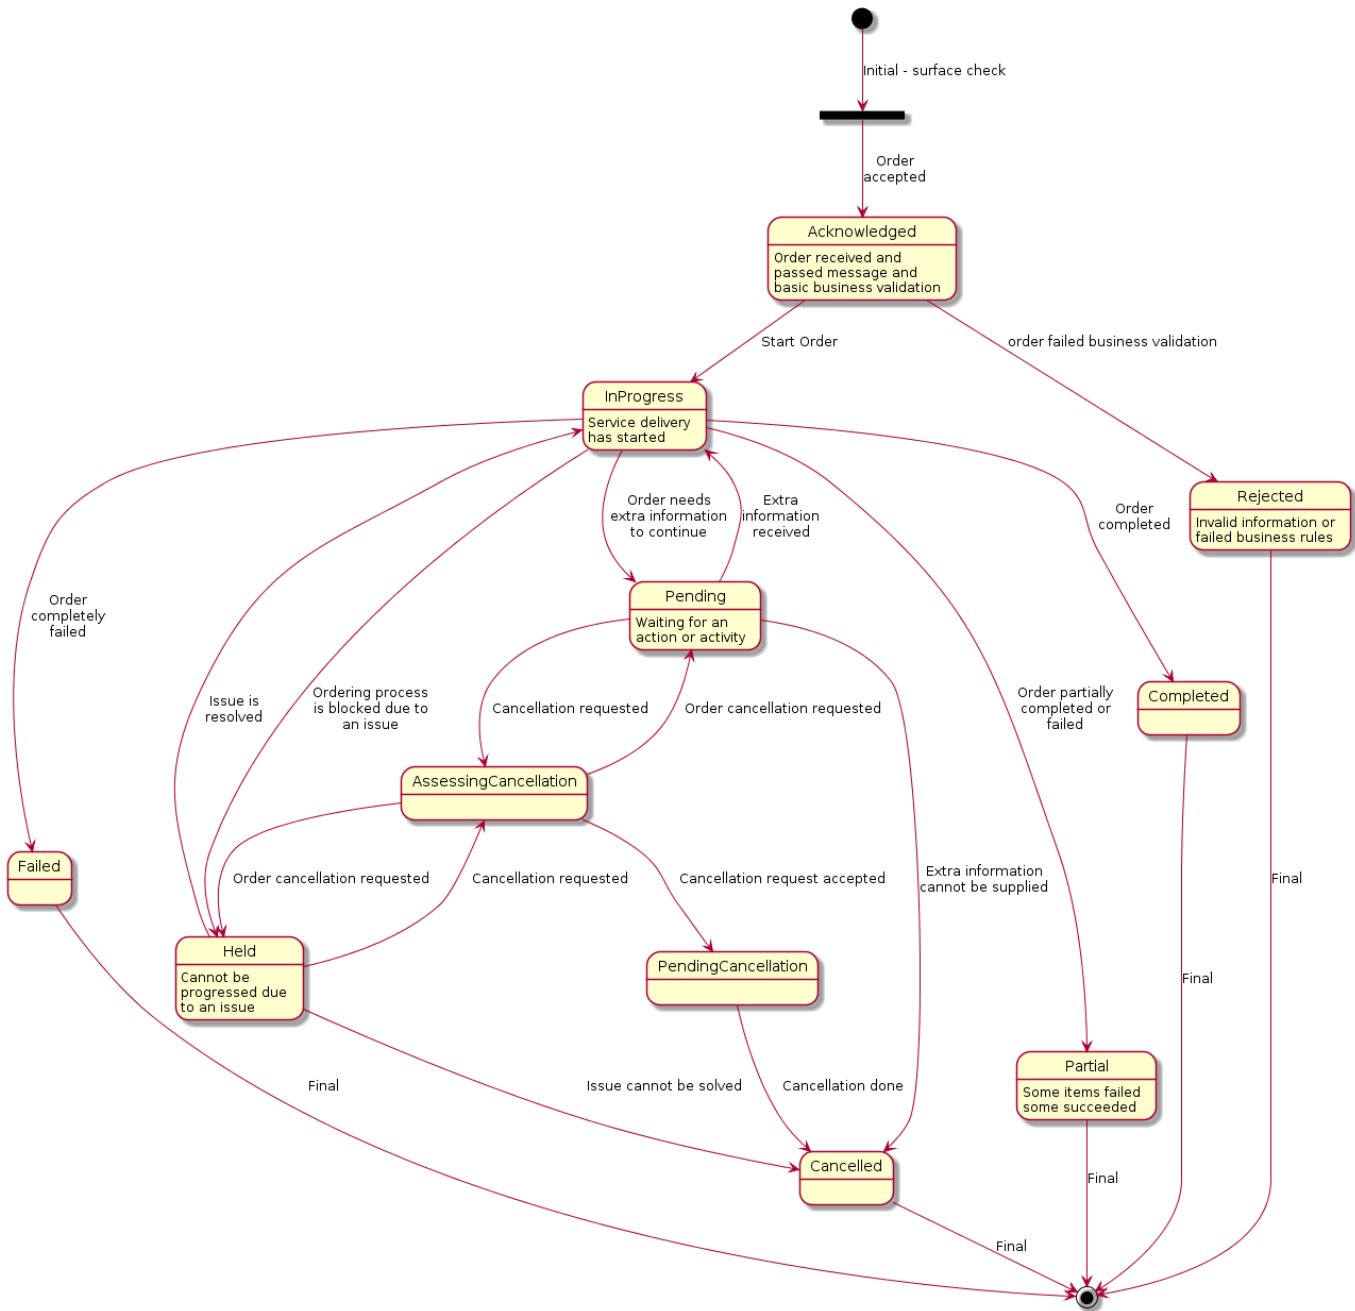 Initial - surface check
Order
accepted
Acknowledged
Order received and
passed message and
basic business validation
Start Order
order failed business validation
InProgress
Service delivery
has started
Order needs
extra information
to continue
Extra
information
received
Order
completed
Rejected
Invalid information or
failed business rules
Order
completely
failed
Pending
Waiting for an
action or activity
Issue is
resolved
Ordering process
is blocked due to
an issue
Cancellation requested
Order cancellation requested
Order partially
completed or
failed
Completed
AssessingCancellation
Failed
Order cancellation requested
Cancellation requested
Cancellation request accepted
Extra information
cannot be supplied
Final
Held
Cannot be
progressed due
to an issue
PendingCancellation
Final
Final
Issue cannot be solved
Cancellation done
Partial
Some items failed
some succeeded
Cancelled
Final
Final